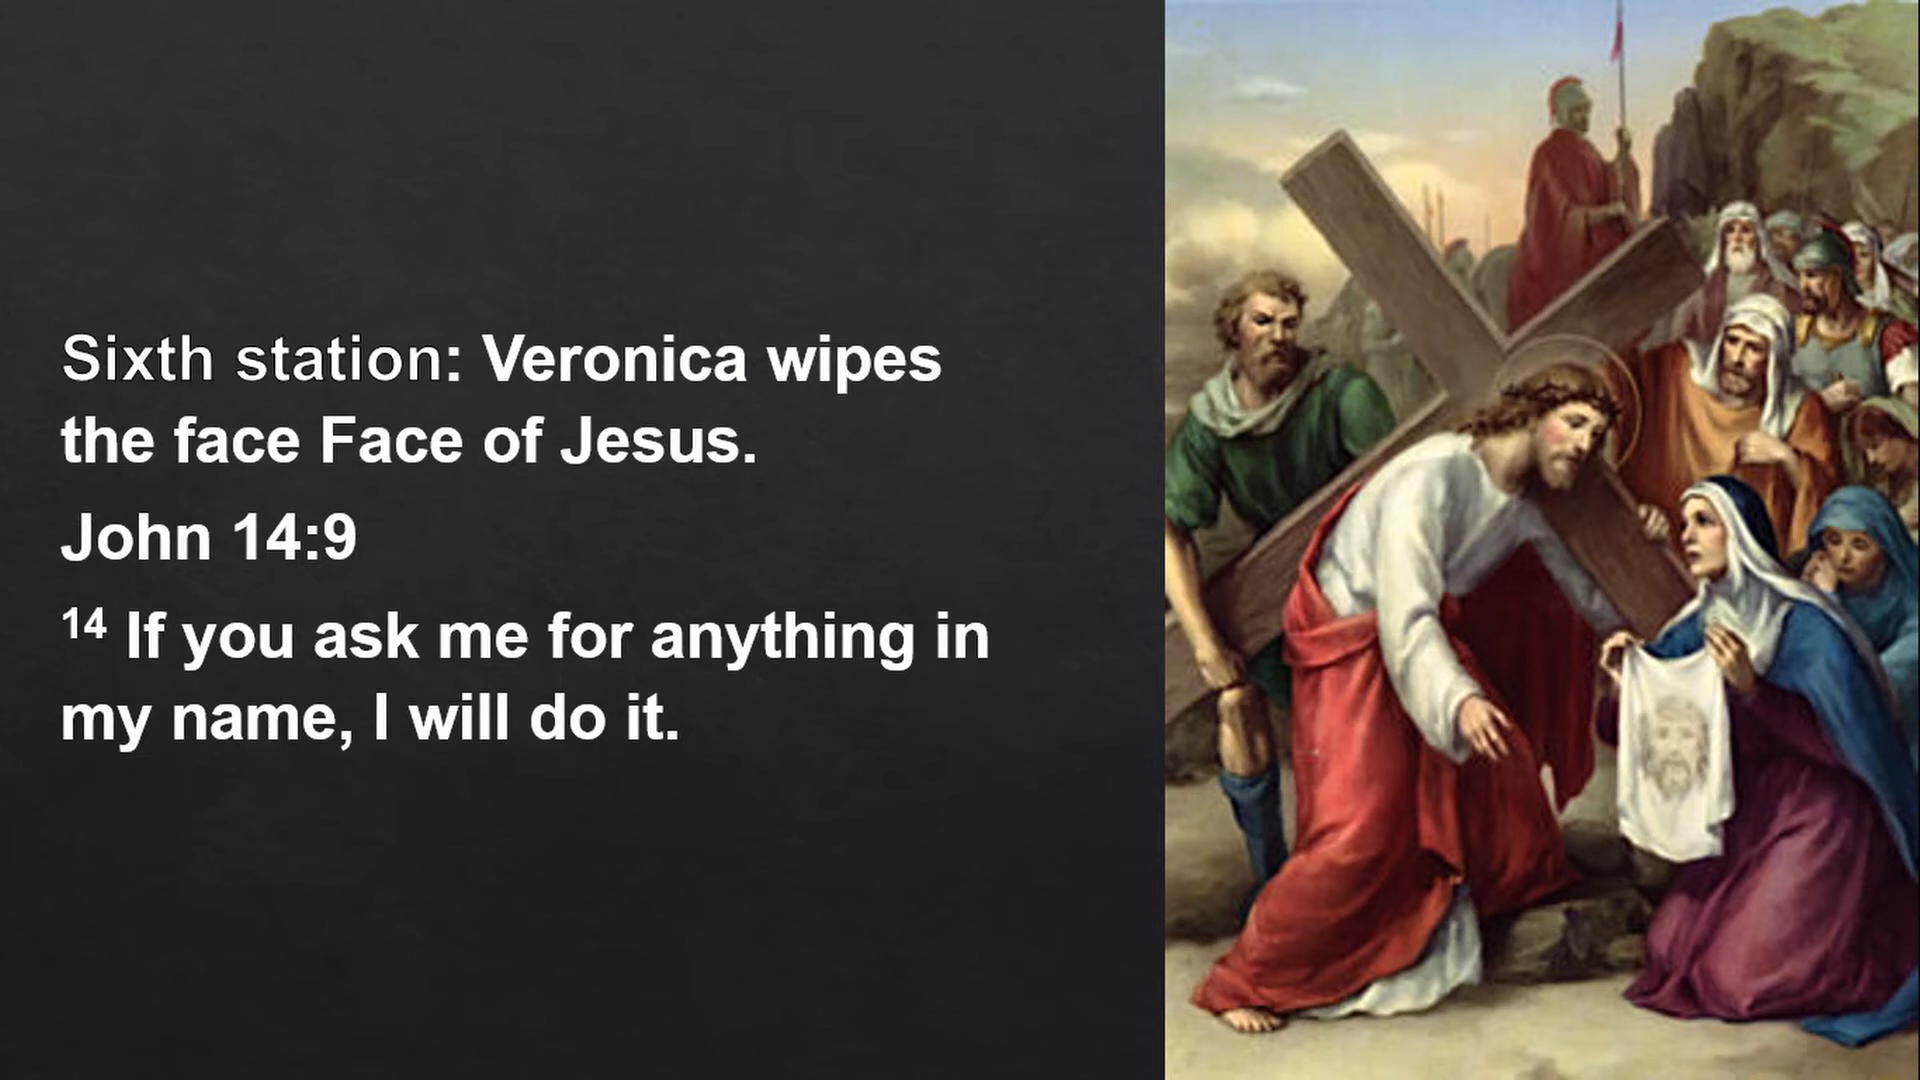 Sixth station: Veronica wipes
the face Face of Jesus.
John 14:9
14 If you ask me for anything in
my name, I will do it.